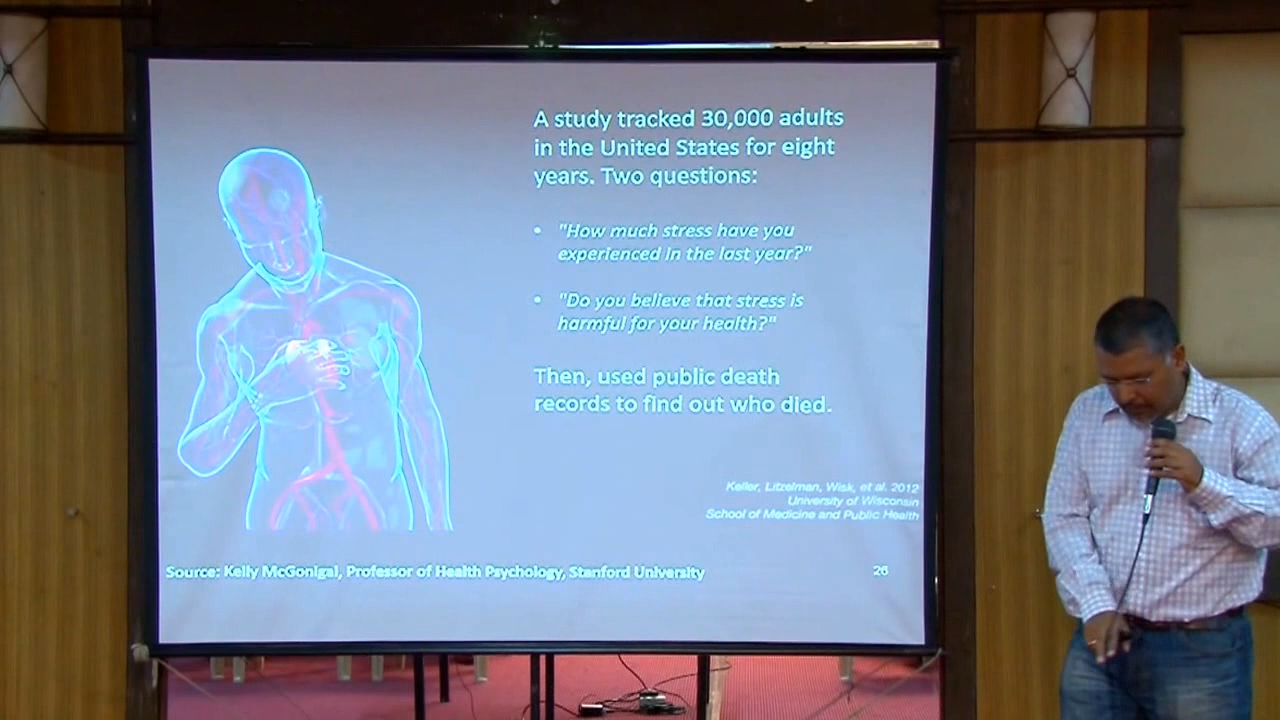 A study tracked 30,000 adults
in the United States for eight
years. Two questions:
• "How much stress have you
experienced in the last year?"
• "Do you believe that stress is
harmful for your health?"
Then, used public death
records to find out who died.
Keller, Litzelman, Wisk, et al. 2012
University of Wisconsin
School of Medicine and Public Health
Source: Kelly McGonigal, Professor of Health Psychology, Stanford University
26